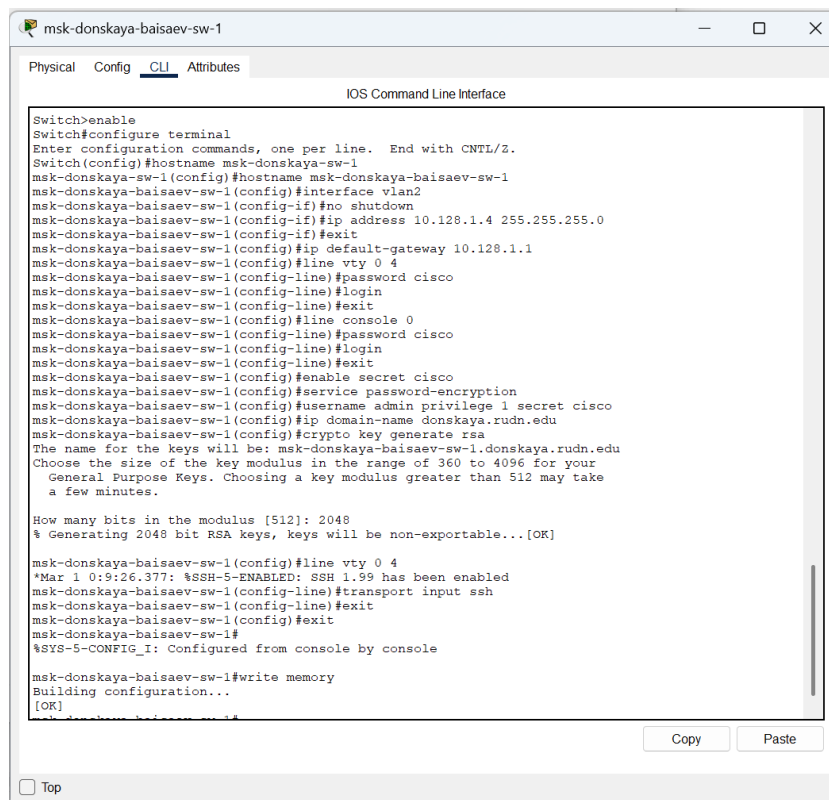 msk-donskaya-baisaev-sw-1
Physical Config CLI Attributes
IOS Command Line Interface
Switch>enable
Switch#configure terminal
Enter configuration commands, one per line. End with CNTL/Z.
Switch(config)#hostname msk-donskaya-sw-1
msk-donskaya-sw-1(config)#hostname msk-donskaya-baisaev-sw-1
msk-donskaya-baisaev-sw-1(config)#interface vlan2
msk-donskaya-baisaev-sw-1(config-if)#no shutdown
msk-donskaya-baisaev-sw-1(config-if)#ip address 10.128.1.4 255.255.255.0
msk-donskaya-baisaev-sw-1(config-if)#exit
msk-donskaya-baisaev-sw-1(config)#ip default-gateway 10.128.1.1
msk-donskaya-baisaev-sw-1(config)#line vty 0 4
msk-donskaya-baisaev-sw-1(config-line)#password cisco
msk-donskaya-baisaev-sw-1(config-line)#login
msk-donskaya-baisaev-sw-1(config-line)#exit
msk-donskaya-baisaev-sw-1(config)#line console 0
msk-donskaya-baisaev-sw-1(config-line)#password cisco
msk-donskaya-baisaev-sw-1(config-line)#login
msk-donskaya-baisaev-sw-1(config-line)#exit
msk-donskaya-baisaev-sw-1(config)#enable secret cisco
msk-donskaya-baisaev-sw-1(config)#service password-encryption
msk-donskaya-baisaev-sw-1(config)#username admin privilege 1 secret cisco
msk-donskaya-baisaev-sw-1(config)#ip domain-name donskaya.rudn.edu
msk-donskaya-baisaev-sw-1(config)#crypto key generate rsa
The name for the keys will be: msk-donskaya-baisaev-sw-1.donskaya.rudn.edu
Choose the size of the key modulus in the range of 360 to 4096 for your
General Purpose Keys. Choosing a key modulus greater than 512 may take
a few minutes.
How many bits in the modulus [512]: 2048
% Generating 2048 bit RSA keys, keys will be non-exportable...[OK]
msk-donskaya-baisaev-sw-1(config)#line vty 0 4
*Mar 1 0:9:26.377: %SSH-5-ENABLED: SSH 1.99 has been enabled
msk-donskaya-baisaev-sw-1(config-line)#transport input ssh
msk-donskaya-baisaev-sw-1(config-line)#exit
msk-donskaya-baisaev-sw-1(config)#exit
msk-donskaya-baisaev-sw-1#
%SYS-5-CONFIG_I: Configured from console by console
msk-donskaya-baisaev-sw-1#write memory
Building configuration...
[OK]
msk-donskaya-baisaev-sw-1#
Copy Paste
Top